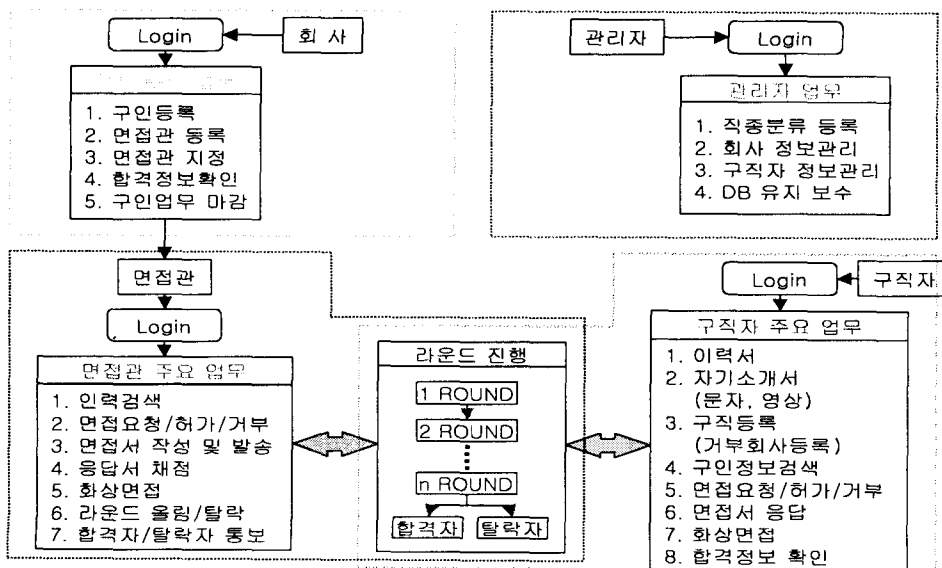 Login
회 사
1. 구인등록
2. 면접관 등록
3. 면접관 지정
4. 합격정보확인
5. 구인업무 마감
관리자
Login
관리자 업무
1. 직종분류 등록
2. 회사 정보관리
3. 구직자 정보관리
4. DB 유지 보수
면접관
Login
면접관 주요 업무
1. 인력검색
2. 면접요청/허가/거부
3. 면접서 작성 및 발송
4. 응답서 채점
5. 화상면접
6. 라운드 올림/탈락
7. 합격자/탈락자 통보
라운드 진행
1 ROUND
2 ROUND
n ROUND
합격자
탈락자
Login
구직자
구직자 주요 업무
1. 이력서
2. 자기소개서
(문자, 영상)
3. 구직등록
(거부회사등록)
4. 구인정보검색
5. 면접요청/허가/거부
6. 면접서 응답
7. 화상면접
8. 합격정보 확인